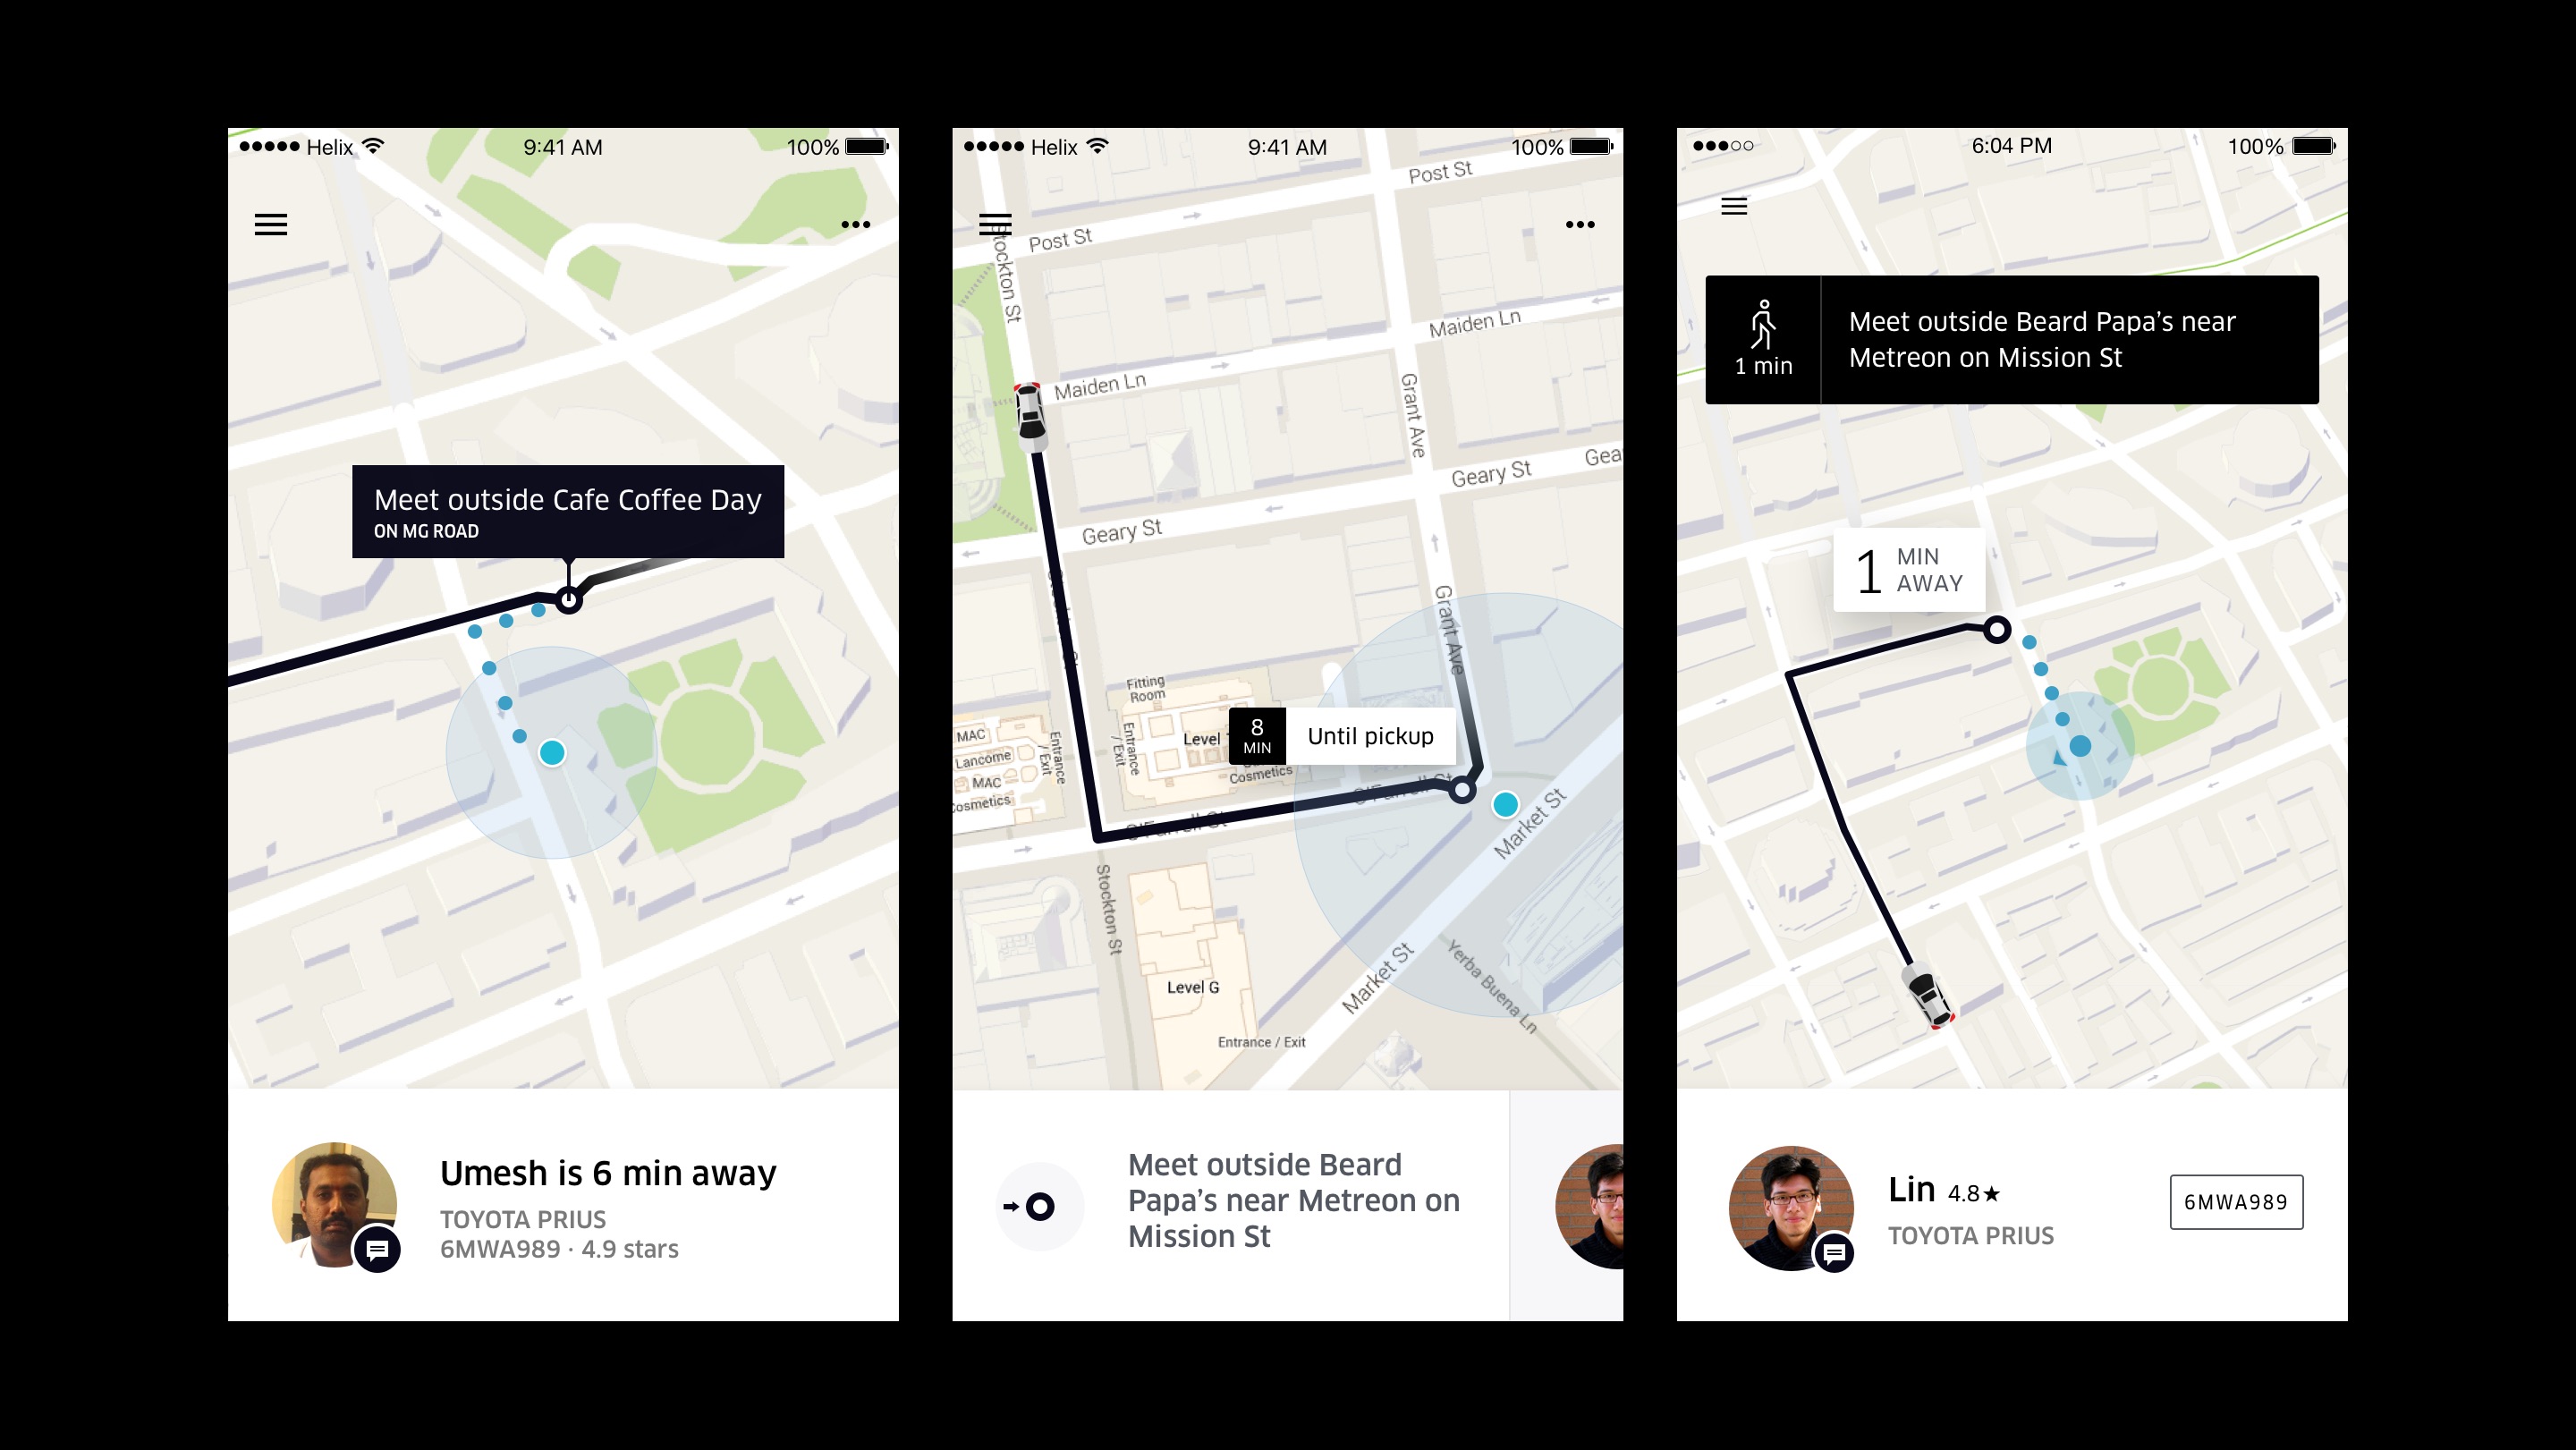 Helix
9:41 AM
100%
Meet outside Cafe Coffee Day
ON MG ROAD
Umesh is 6 min away
TOYOTA PRIUS
6MWA989 · 4.9 stars
Helix
9:41 AM
100%
Post St
Post St
Stockton St
Maiden Ln
Maiden Ln
Grant Ave
Geary St
Geary St
Grant Ave
Fitting
Room
MAC
Lancome
MAC
Cosmetics
Entrance
/ Exit
Entrance
/ Exit
Level
Cosmetics
8
MIN
Until pickup
O'Farrell St
O'Farrell St
Market St
Stockton St
Market St
Yerba Buena Ln
Level G
Entrance / Exit
Meet outside Beard
Papa's near Metreon on
Mission St
6:04 PM
100%
1 min
Meet outside Beard Papa's near
Metreon on Mission St
1
MIN
AWAY
Lin 4.8★
TOYOTA PRIUS
6MWA989